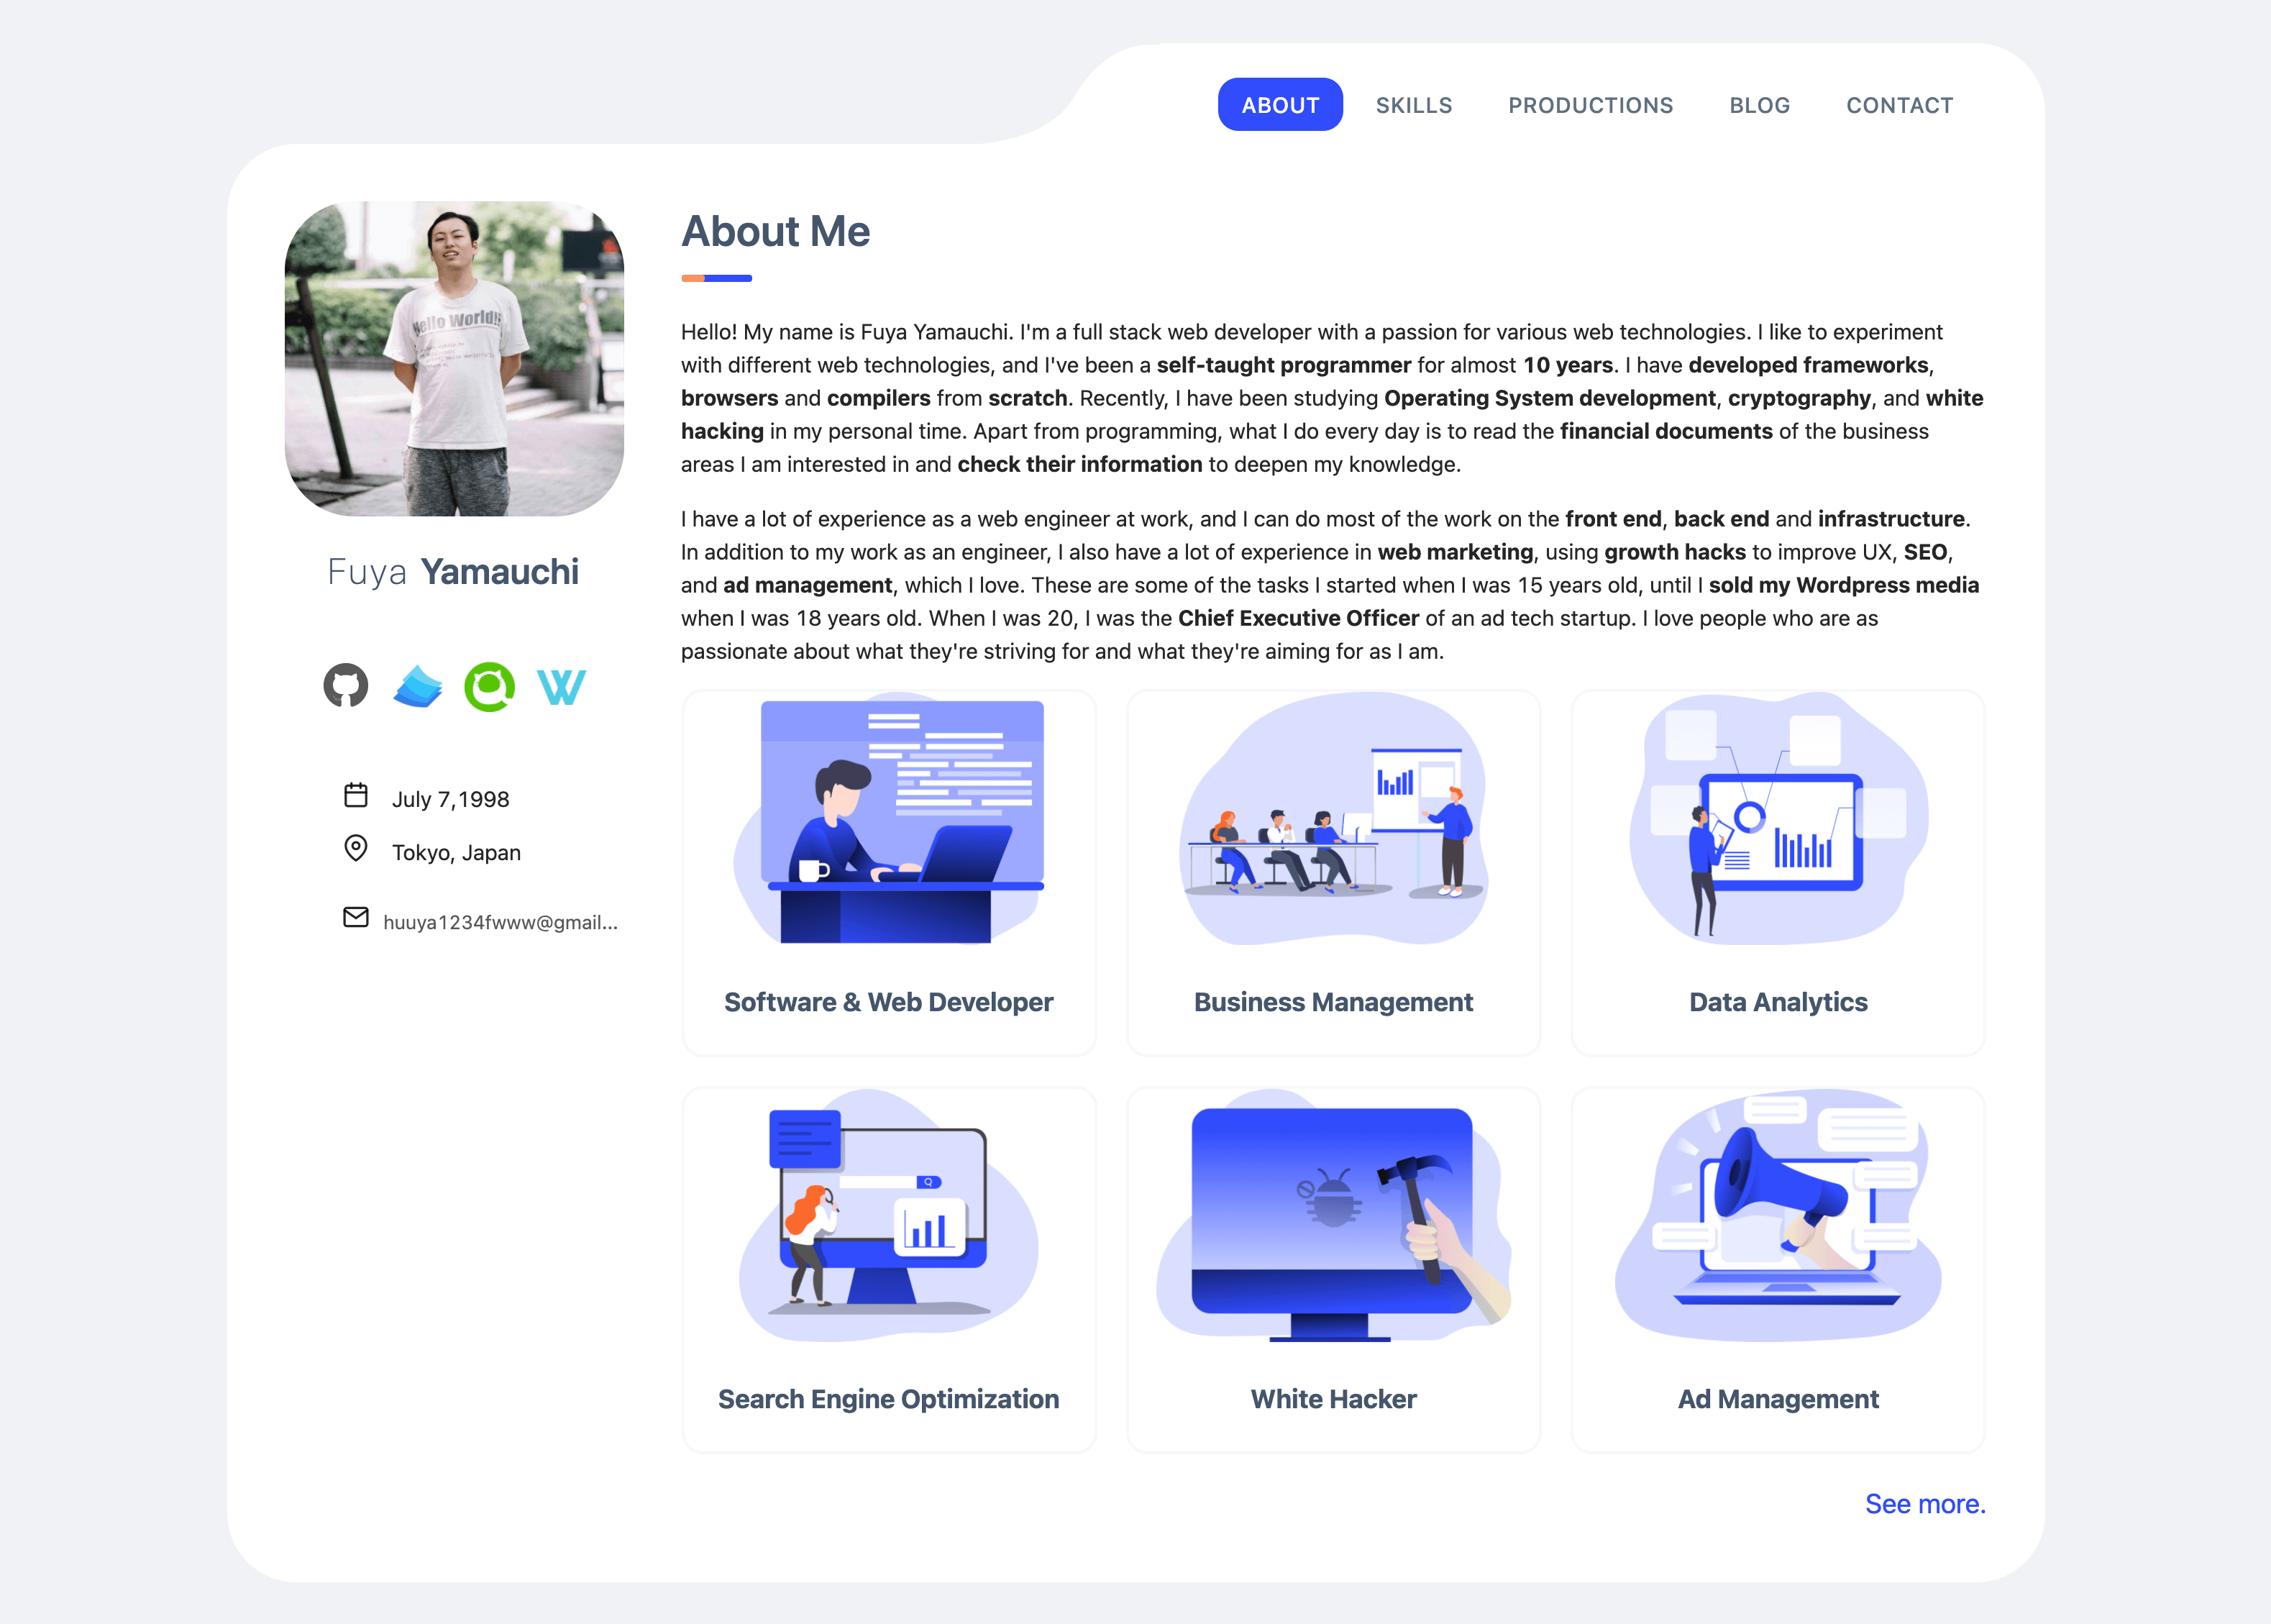 ABOUT SKILLS PRODUCTIONS BLOG CONTACT
Hello World!!
Fuya Yamauchi
July 7,1998
Tokyo, Japan
huuya1234fwww@gmail...
About Me
Hello! My name is Fuya Yamauchi. I'm a full stack web developer with a passion for various web technologies. I like to experiment
with different web technologies, and I've been a self-taught programmer for almost 10 years. I have developed frameworks,
browsers and compilers from scratch. Recently, I have been studying Operating System development, cryptography, and white
hacking in my personal time. Apart from programming, what I do every day is to read the financial documents of the business
areas I am interested in and check their information to deepen my knowledge.
I have a lot of experience as a web engineer at work, and I can do most of the work on the front end, back end and infrastructure.
In addition to my work as an engineer, I also have a lot of experience in web marketing, using growth hacks to improve UX, SEO,
and ad management, which I love. These are some of the tasks I started when I was 15 years old, until I sold my Wordpress media
when I was 18 years old. When I was 20, I was the Chief Executive Officer of an ad tech startup. I love people who are as
passionate about what they're striving for and what they're aiming for as I am.
Software & Web Developer
Business Management
Data Analytics
Search Engine Optimization
White Hacker
Ad Management
See more.